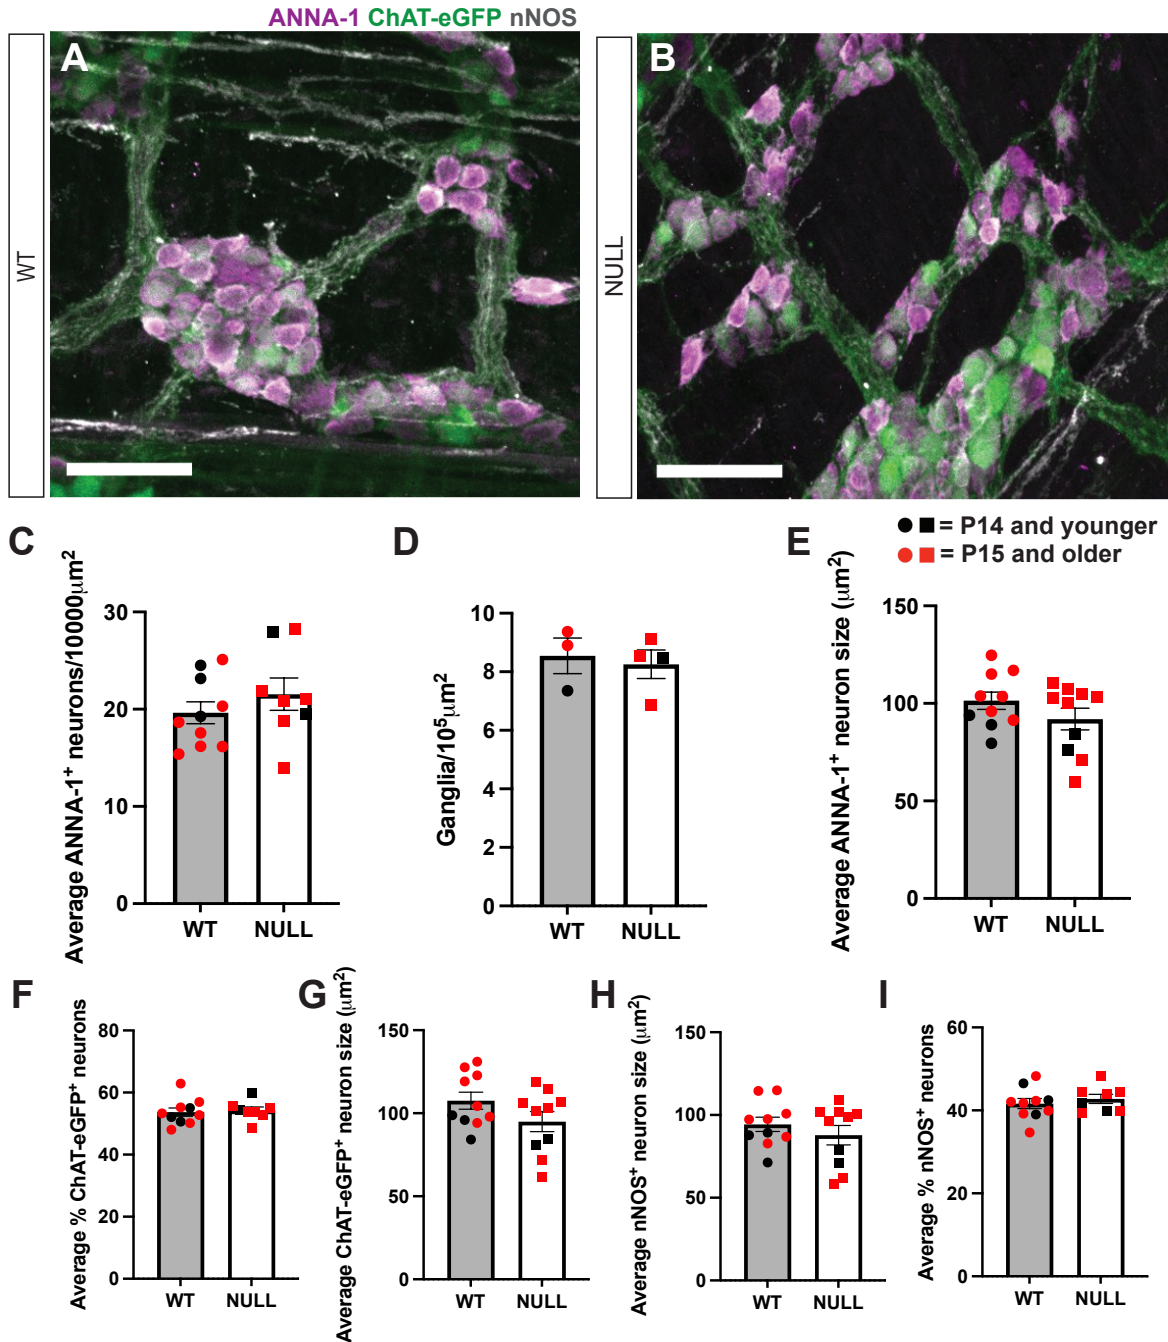 ANNA-1 ChAT-eGFP nNOS
WT
A
NULL
B
C
Average ANNA-1+ neurons/10000µm2
30
20
10
0
WT NULL
D
Ganglia/10^5µm2
10
8
6
4
2
0
WT NULL
= P14 and younger
= P15 and older
E
Average ANNA-1+ neuron size (µm2)
150
100
50
0
WT NULL
F
Average % ChAT-eGFP+ neurons
80
60
40
20
0
WT NULL
G
Average ChAT-eGFP+ neuron size (µm2)
150
100
50
0
WT NULL
H
Average nNOS+ neuron size (µm2)
150
100
50
0
WT NULL
I
Average % nNOS+ neurons
60
40
20
0
WT NULL